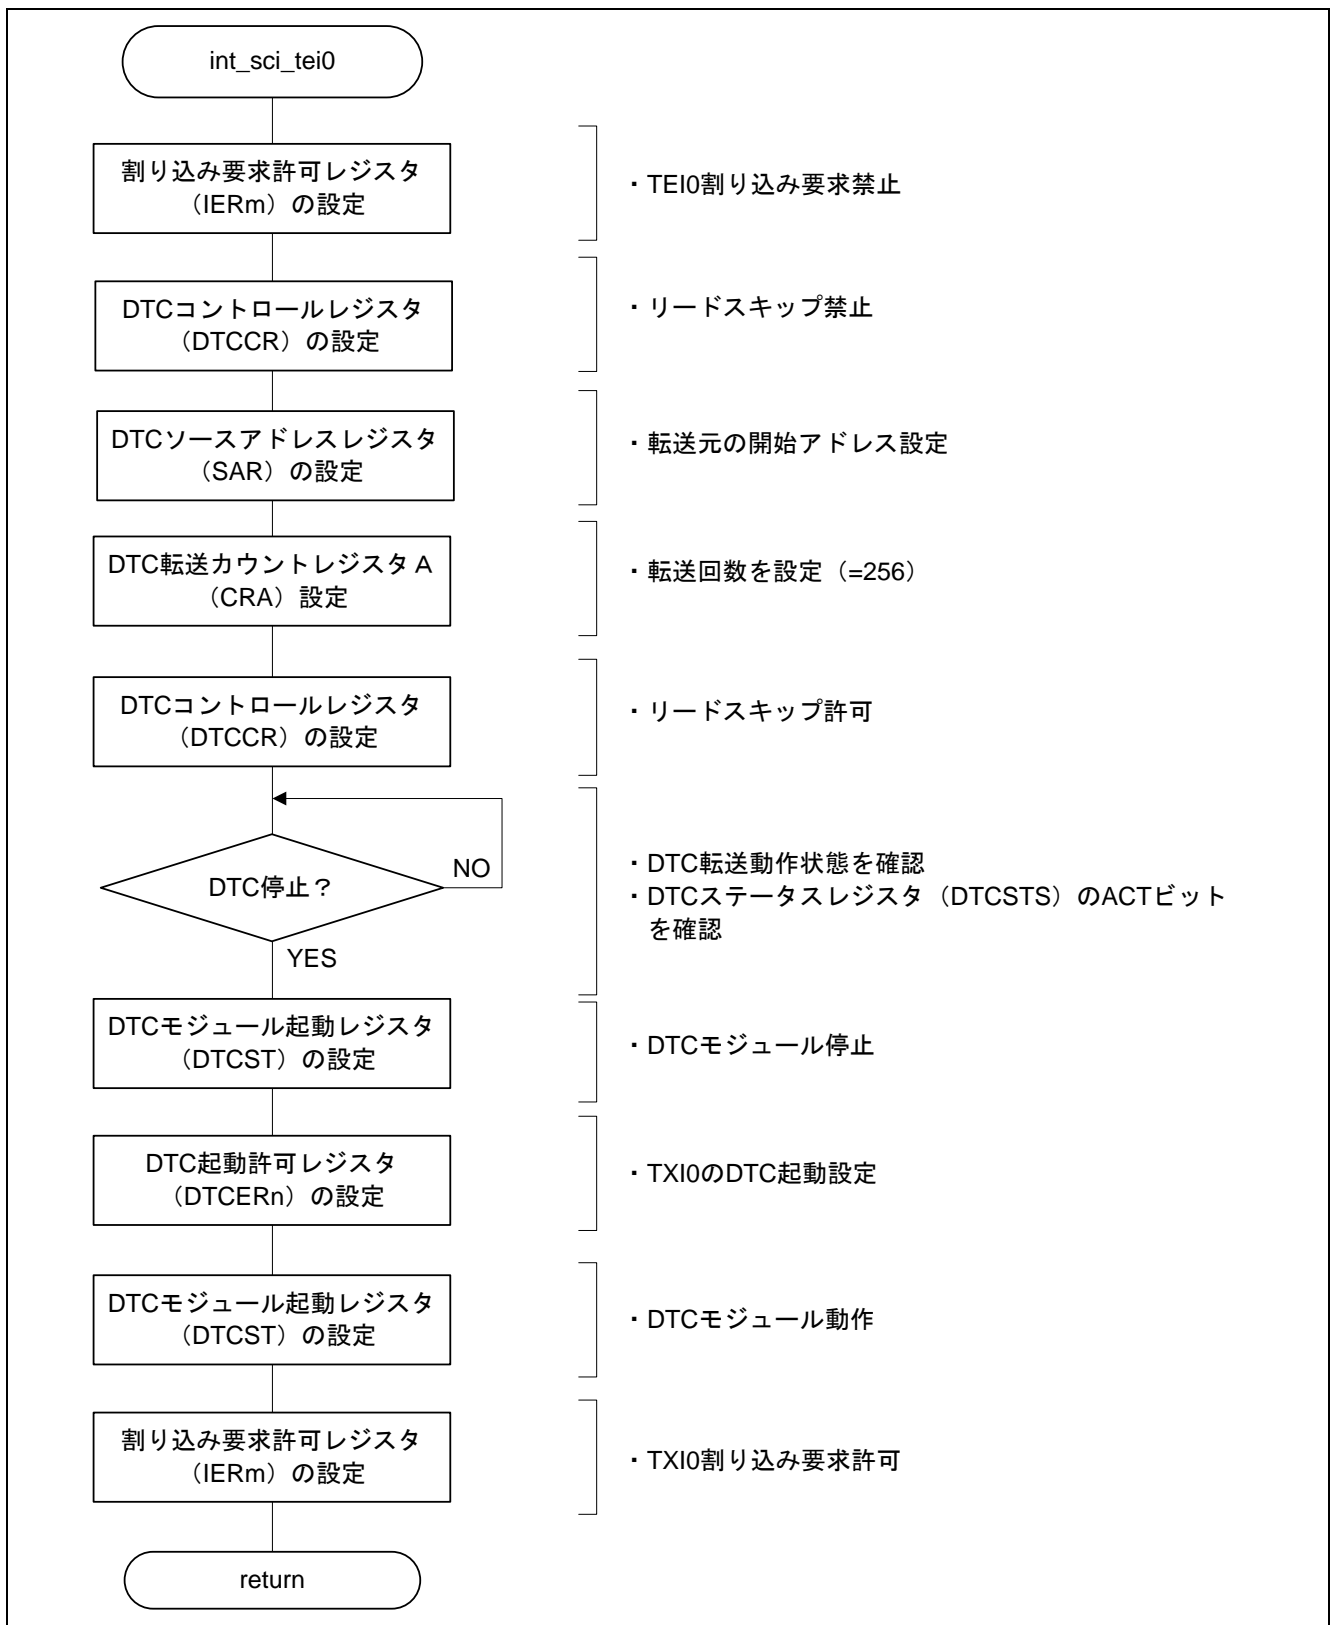 int_sci_tei0
割り込み要求許可レジスタ
（IERm）の設定
・TEI0割り込み要求禁止
DTCコントロールレジスタ
（DTCCR）の設定
・リードスキップ禁止
DTCソースアドレスレジスタ
（SAR）の設定
・転送元の開始アドレス設定
DTC転送カウントレジスタＡ
（CRA）設定
・転送回数を設定（=256）
DTCコントロールレジスタ
（DTCCR）の設定
・リードスキップ許可
DTC停止？
NO
YES
・DTC転送動作状態を確認
・DTCステータスレジスタ（DTCSTS）のACTビット
を確認
DTCモジュール起動レジスタ
（DTCST）の設定
・DTCモジュール停止
DTC起動許可レジスタ
（DTCERn）の設定
・TXI0のDTC起動設定
DTCモジュール起動レジスタ
（DTCST）の設定
・DTCモジュール動作
割り込み要求許可レジスタ
（IERm）の設定
・TXI0割り込み要求許可
return